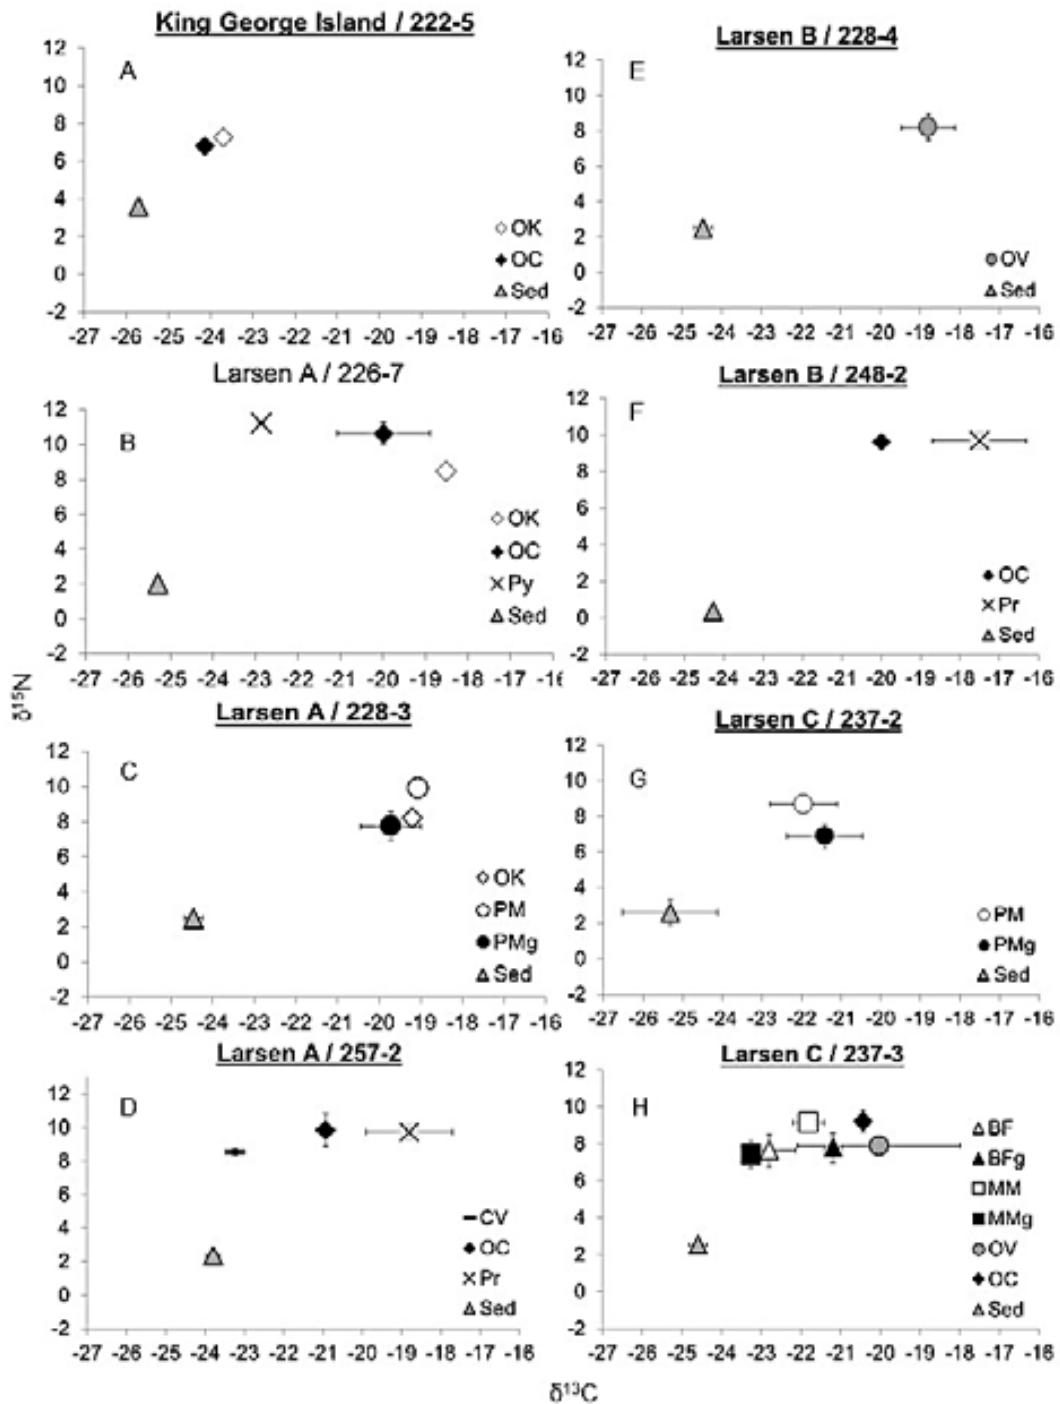 King George Island / 222-5
A
12
10
8
6
4
2
0
-2
OK
OC
Sed
-27 -26 -25 -24 -23 -22 -21 -20 -19 -18 -17 -16
Larsen B / 228-4
E
12
10
8
6
4
2
0
-2
OV
Sed
-27 -26 -25 -24 -23 -22 -21 -20 -19 -18 -17 -16
Larsen A / 226-7
B
12
10
8
6
4
2
0
-2
OK
OC
Py
Sed
-27 -26 -25 -24 -23 -22 -21 -20 -19 -18 -17 -16
Larsen B / 248-2
F
12
10
8
6
4
2
0
-2
OC
Pr
Sed
-27 -26 -25 -24 -23 -22 -21 -20 -19 -18 -17 -16
δ¹⁵N
Larsen A / 228-3
C
12
10
8
6
4
2
0
-2
OK
PM
PMg
Sed
-27 -26 -25 -24 -23 -22 -21 -20 -19 -18 -17 -16
Larsen C / 237-2
G
12
10
8
6
4
2
0
-2
PM
PMg
Sed
-27 -26 -25 -24 -23 -22 -21 -20 -19 -18 -17 -16
Larsen A / 257-2
D
12
10
8
6
4
2
0
-2
CV
OC
Pr
Sed
-27 -26 -25 -24 -23 -22 -21 -20 -19 -18 -17 -16
Larsen C / 237-3
H
12
10
8
6
4
2
0
-2
BF
BFg
MM
MMg
OV
OC
Sed
-27 -26 -25 -24 -23 -22 -21 -20 -19 -18 -17 -16
δ¹³C